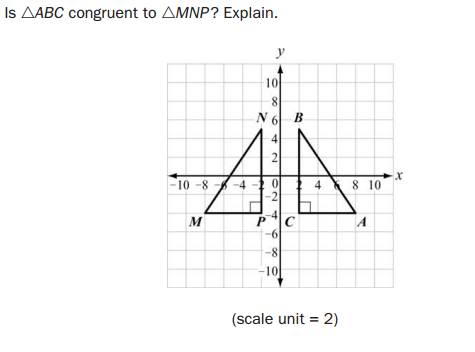 Is △ABC congruent to △MNP? Explain.
y
10
8
N 6 B
4
2
-10 -8 -6 -4 -2 0 2 4 6 8 10 x
-2
M P -4 C A
-6
-8
-10
(scale unit = 2)